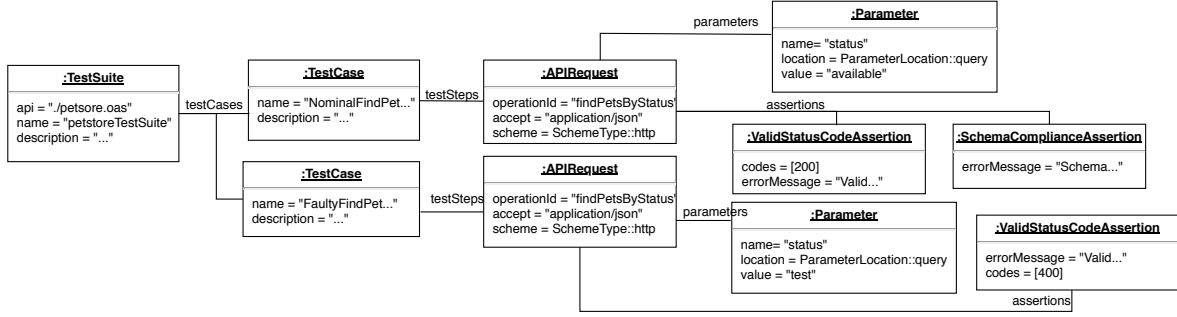 parameters
:Parameter
name= "status"
location = ParameterLocation::query
value = "available"
:TestSuite
api = "./petsore.oas"
name = "petstoreTestSuite"
description = "..."
testCases
:TestCase
name = "NominalFindPet..."
description = "..."
testSteps
:APIRequest
operationId = "findPetsByStatus"
accept = "application/json"
scheme = SchemeType::http
assertions
:ValidStatusCodeAssertion
codes = [200]
errorMessage = "Valid..."
:SchemaComplianceAssertion
errorMessage = "Schema..."
:TestCase
name = "FaultyFindPet..."
description = "..."
testSteps
:APIRequest
operationId = "findPetsByStatus"
accept = "application/json"
scheme = SchemeType::http
parameters
:Parameter
name= "status"
location = ParameterLocation::query
value = "test"
:ValidStatusCodeAssertion
errorMessage = "Valid..."
codes = [400]
assertions